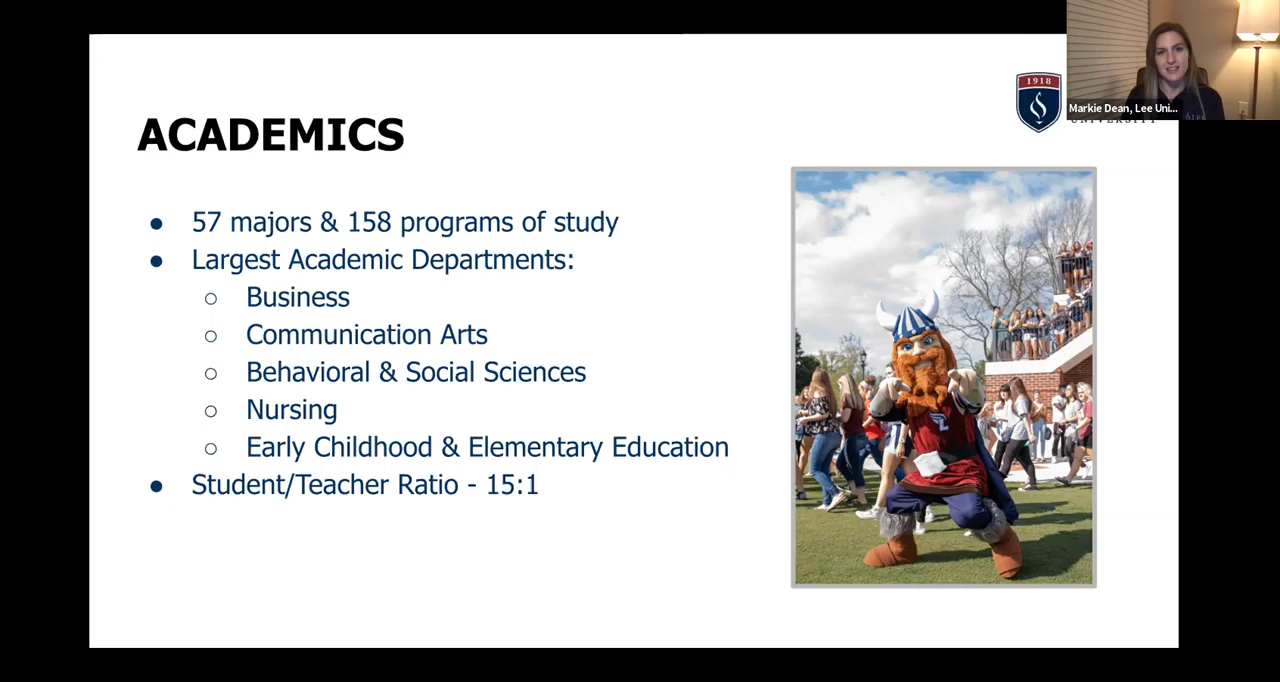 ACADEMICS
● 57 majors & 158 programs of study
● Largest Academic Departments:
○ Business
○ Communication Arts
○ Behavioral & Social Sciences
○ Nursing
○ Early Childhood & Elementary Education
● Student/Teacher Ratio - 15:1
1918
UNIVERSITY
Markie Dean, Lee Uni...
L